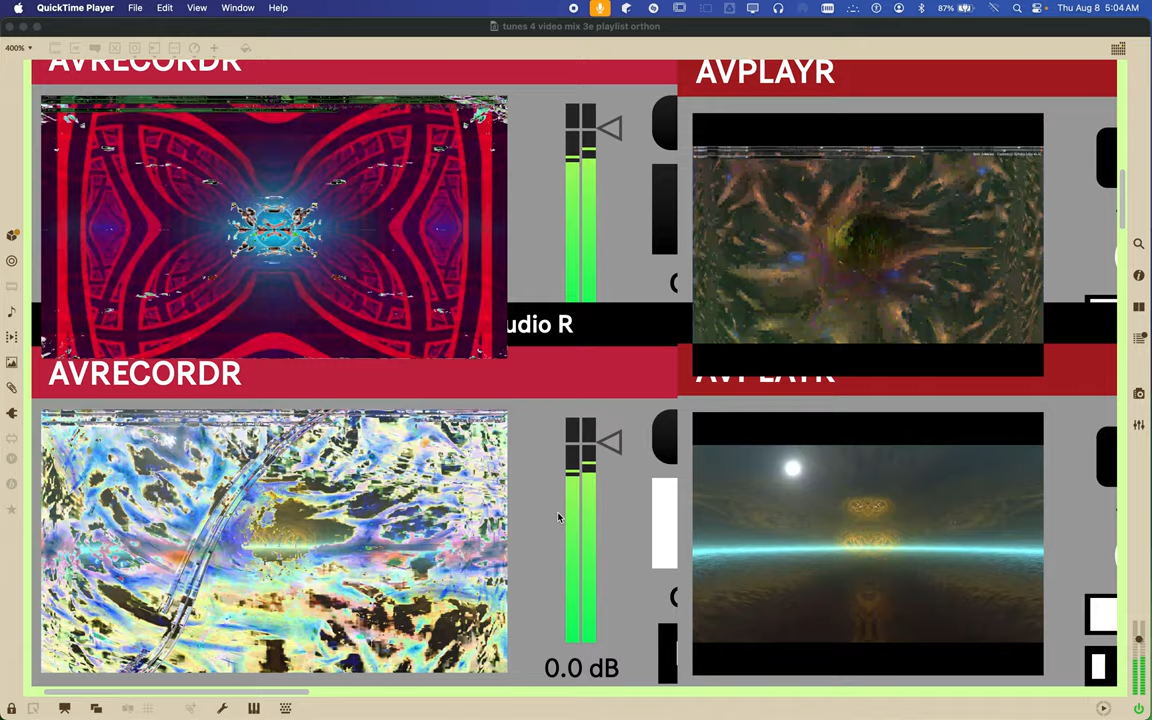 QuickTime Player File Edit View Window Help 87% Thu Aug 8 5:04 AM
tunes 4 video mix 3e playlist orthon
400%
AVRECORDR AVPLAYR
udio R
AVRECORDR AVPLAYR
0.0 dB